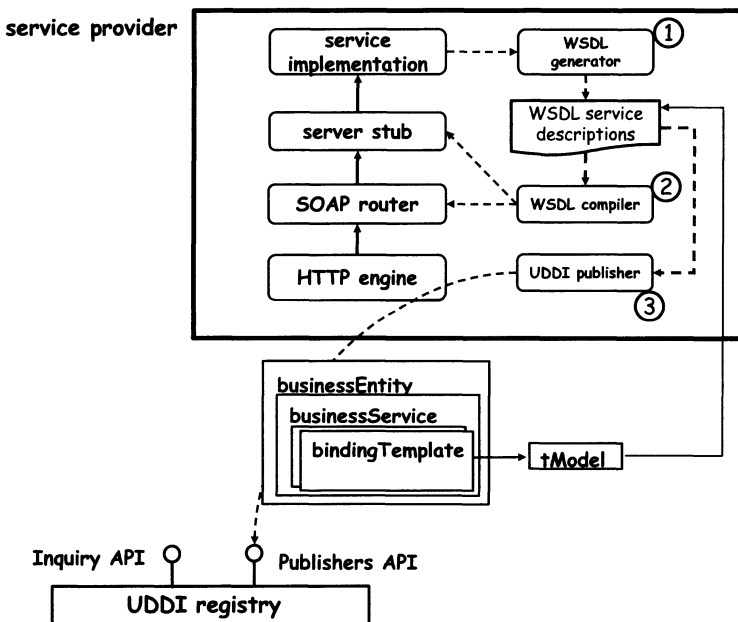 service provider
service
implementation
WSDL
generator
1
server stub
WSDL service
descriptions
SOAP router
WSDL compiler
2
HTTP engine
UDDI publisher
3
businessEntity
businessService
bindingTemplate
tModel
Inquiry API
Publishers API
UDDI registry